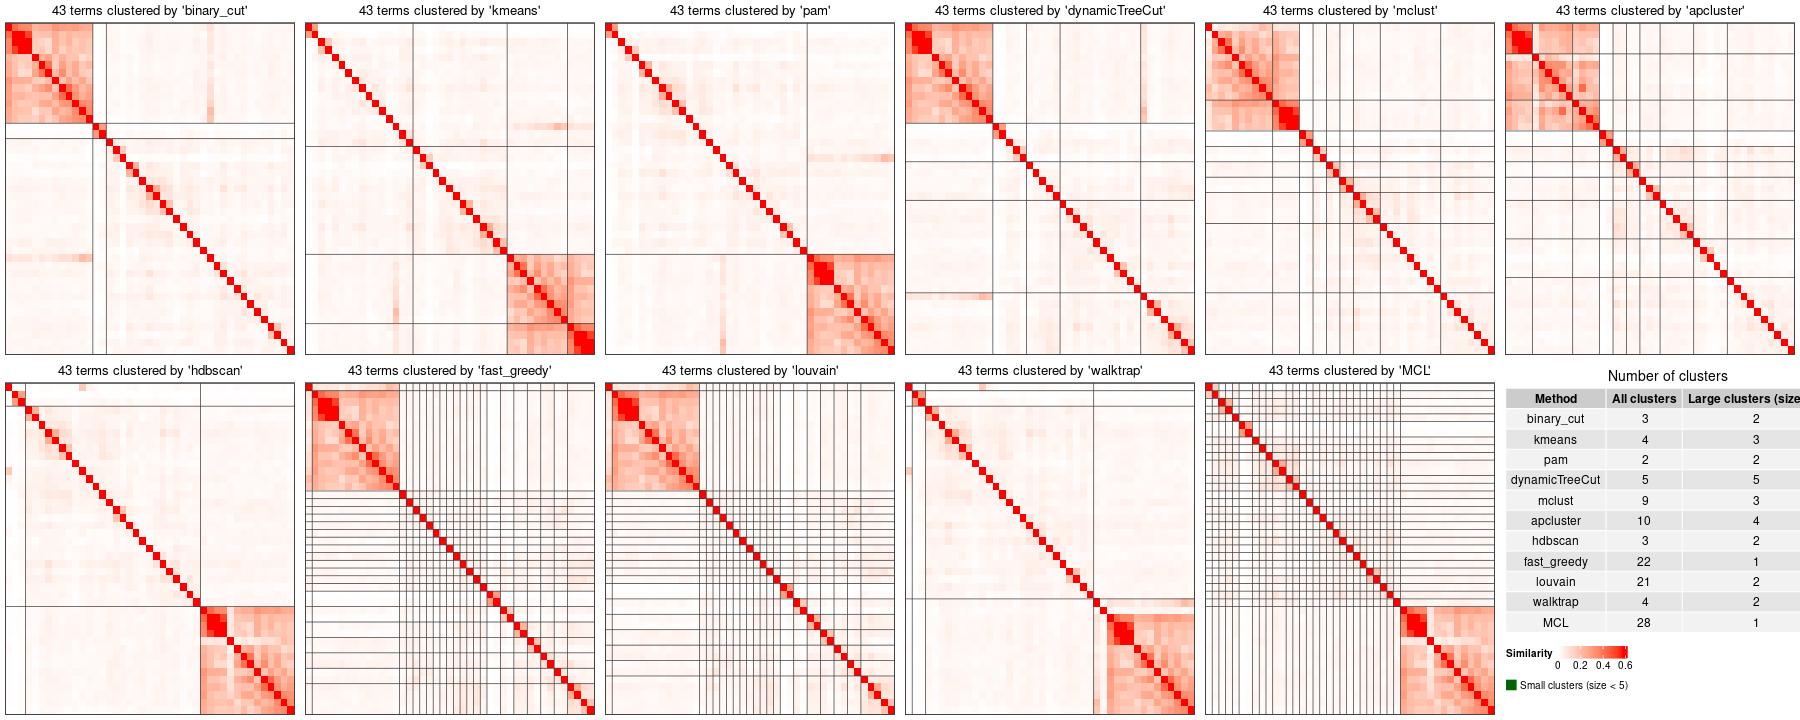 43 terms clustered by 'binary_cut'
43 terms clustered by 'kmeans'
43 terms clustered by 'pam'
43 terms clustered by 'dynamicTreeCut'
43 terms clustered by 'mclust'
43 terms clustered by 'apcluster'
43 terms clustered by 'hdbscan'
43 terms clustered by 'fast_greedy'
43 terms clustered by 'louvain'
43 terms clustered by 'walktrap'
43 terms clustered by 'MCL'
Number of clusters
Method All clusters Large clusters (size
binary_cut 3 2
kmeans 4 3
pam 2 2
dynamicTreeCut 5 5
mclust 9 3
apcluster 10 4
hdbscan 3 2
fast_greedy 22 1
louvain 21 2
walktrap 4 2
MCL 28 1
Similarity
0 0.2 0.4 0.6
Small clusters (size < 5)